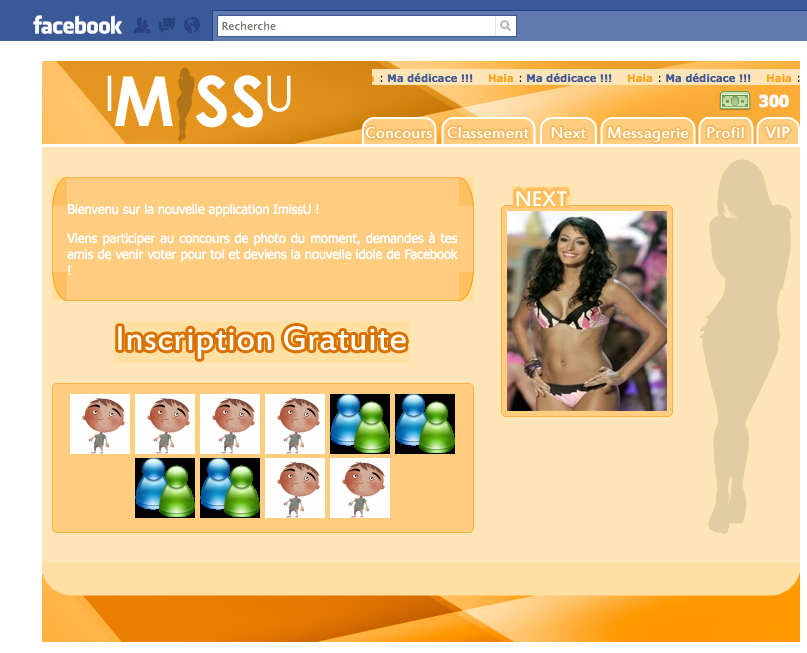 facebook
Recherche
: Ma dédicace !!! Haia : Ma dédicace !!! Haia : Ma dédicace !!! Haia :
IMISSU
300
Concours Classement Next Messagerie Profil VIP
Bienvenu sur la nouvelle application ImissU !
Viens participer au concours de photo du moment, demandes à tes
amis de venir voter pour toi et deviens la nouvelle idole de Facebook
!
NEXT
Inscription Gratuite